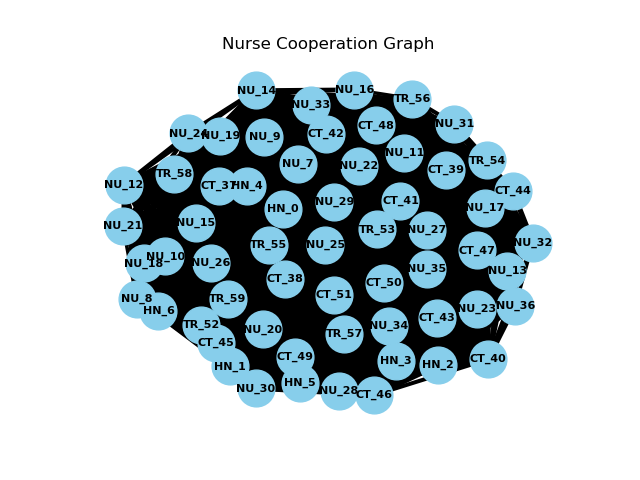 Nurse Cooperation Graph
NU_14
NU_16
TR_56
NU_33
NU_31
CT_48
NU_24
NU_19
NU_9
CT_42
NU_11
TR_54
NU_7
NU_22
CT_39
TR_58
NU_12
CT_37
HN_4
CT_44
HN_0
NU_29
CT_41
NU_17
NU_21
NU_15
TR_53
NU_27
NU_32
TR_55
NU_25
CT_47
NU_18
NU_10
NU_26
NU_35
NU_13
CT_38
CT_50
NU_8
HN_6
TR_59
CT_51
NU_36
NU_23
CT_43
TR_52
NU_20
TR_57
NU_34
CT_45
CT_49
HN_3
HN_2
CT_40
HN_1
NU_30
HN_5
NU_28
CT_46